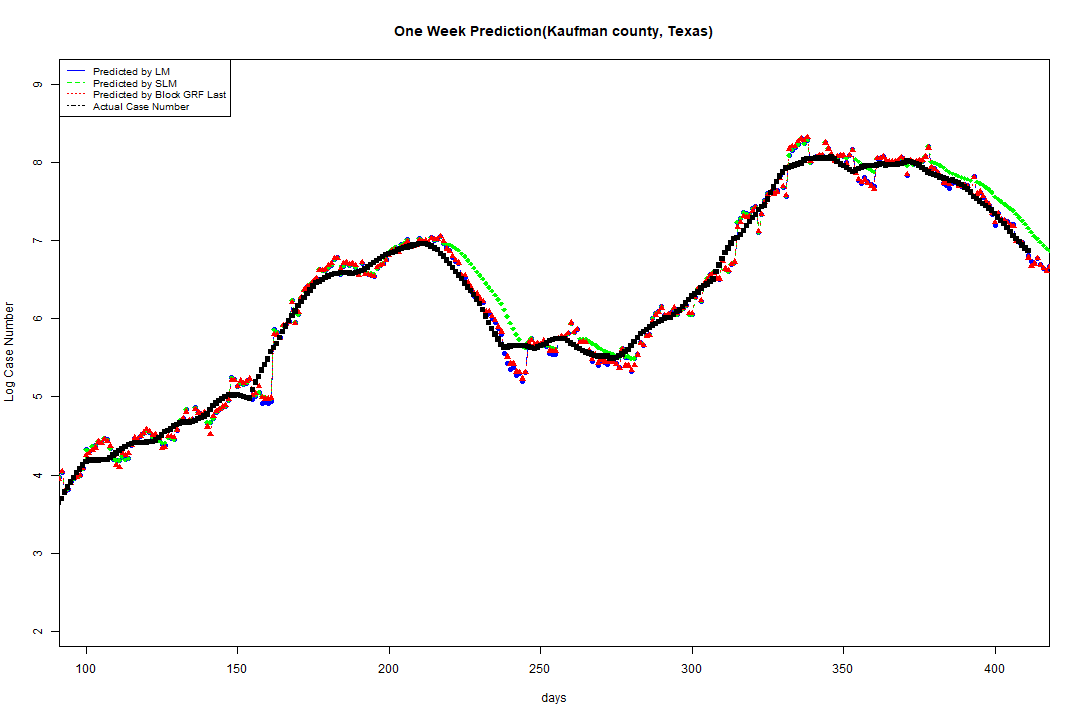 One Week Prediction(Kaufman county, Texas)
Predicted by LM
Predicted by SLM
Predicted by Block GRF Last
Actual Case Number
Log Case Number
9
8
7
6
5
4
3
2
100 150 200 250 300 350 400
days